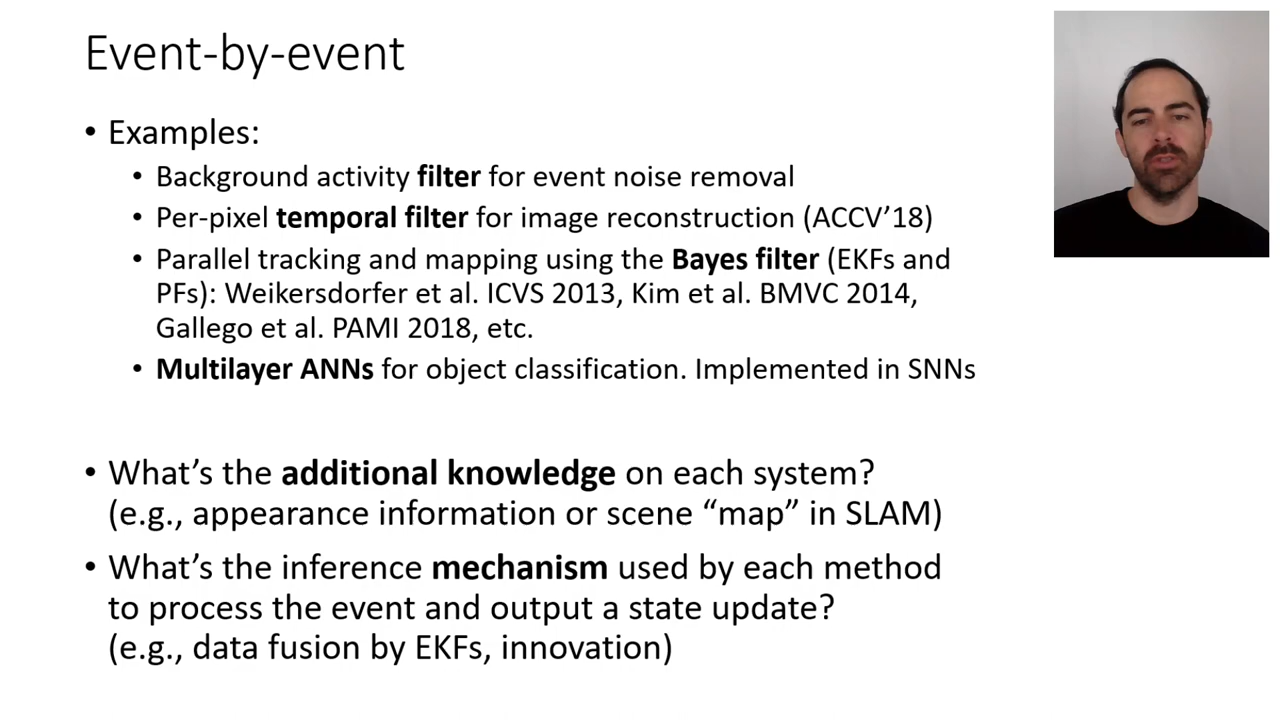 Event-by-event
• Examples:
• Background activity filter for event noise removal
• Per-pixel temporal filter for image reconstruction (ACCV’18)
• Parallel tracking and mapping using the Bayes filter (EKFs and
PFs): Weikersdorfer et al. ICVS 2013, Kim et al. BMVC 2014,
Gallego et al. PAMI 2018, etc.
• Multilayer ANNs for object classification. Implemented in SNNs
• What’s the additional knowledge on each system?
(e.g., appearance information or scene “map” in SLAM)
• What’s the inference mechanism used by each method
to process the event and output a state update?
(e.g., data fusion by EKFs, innovation)